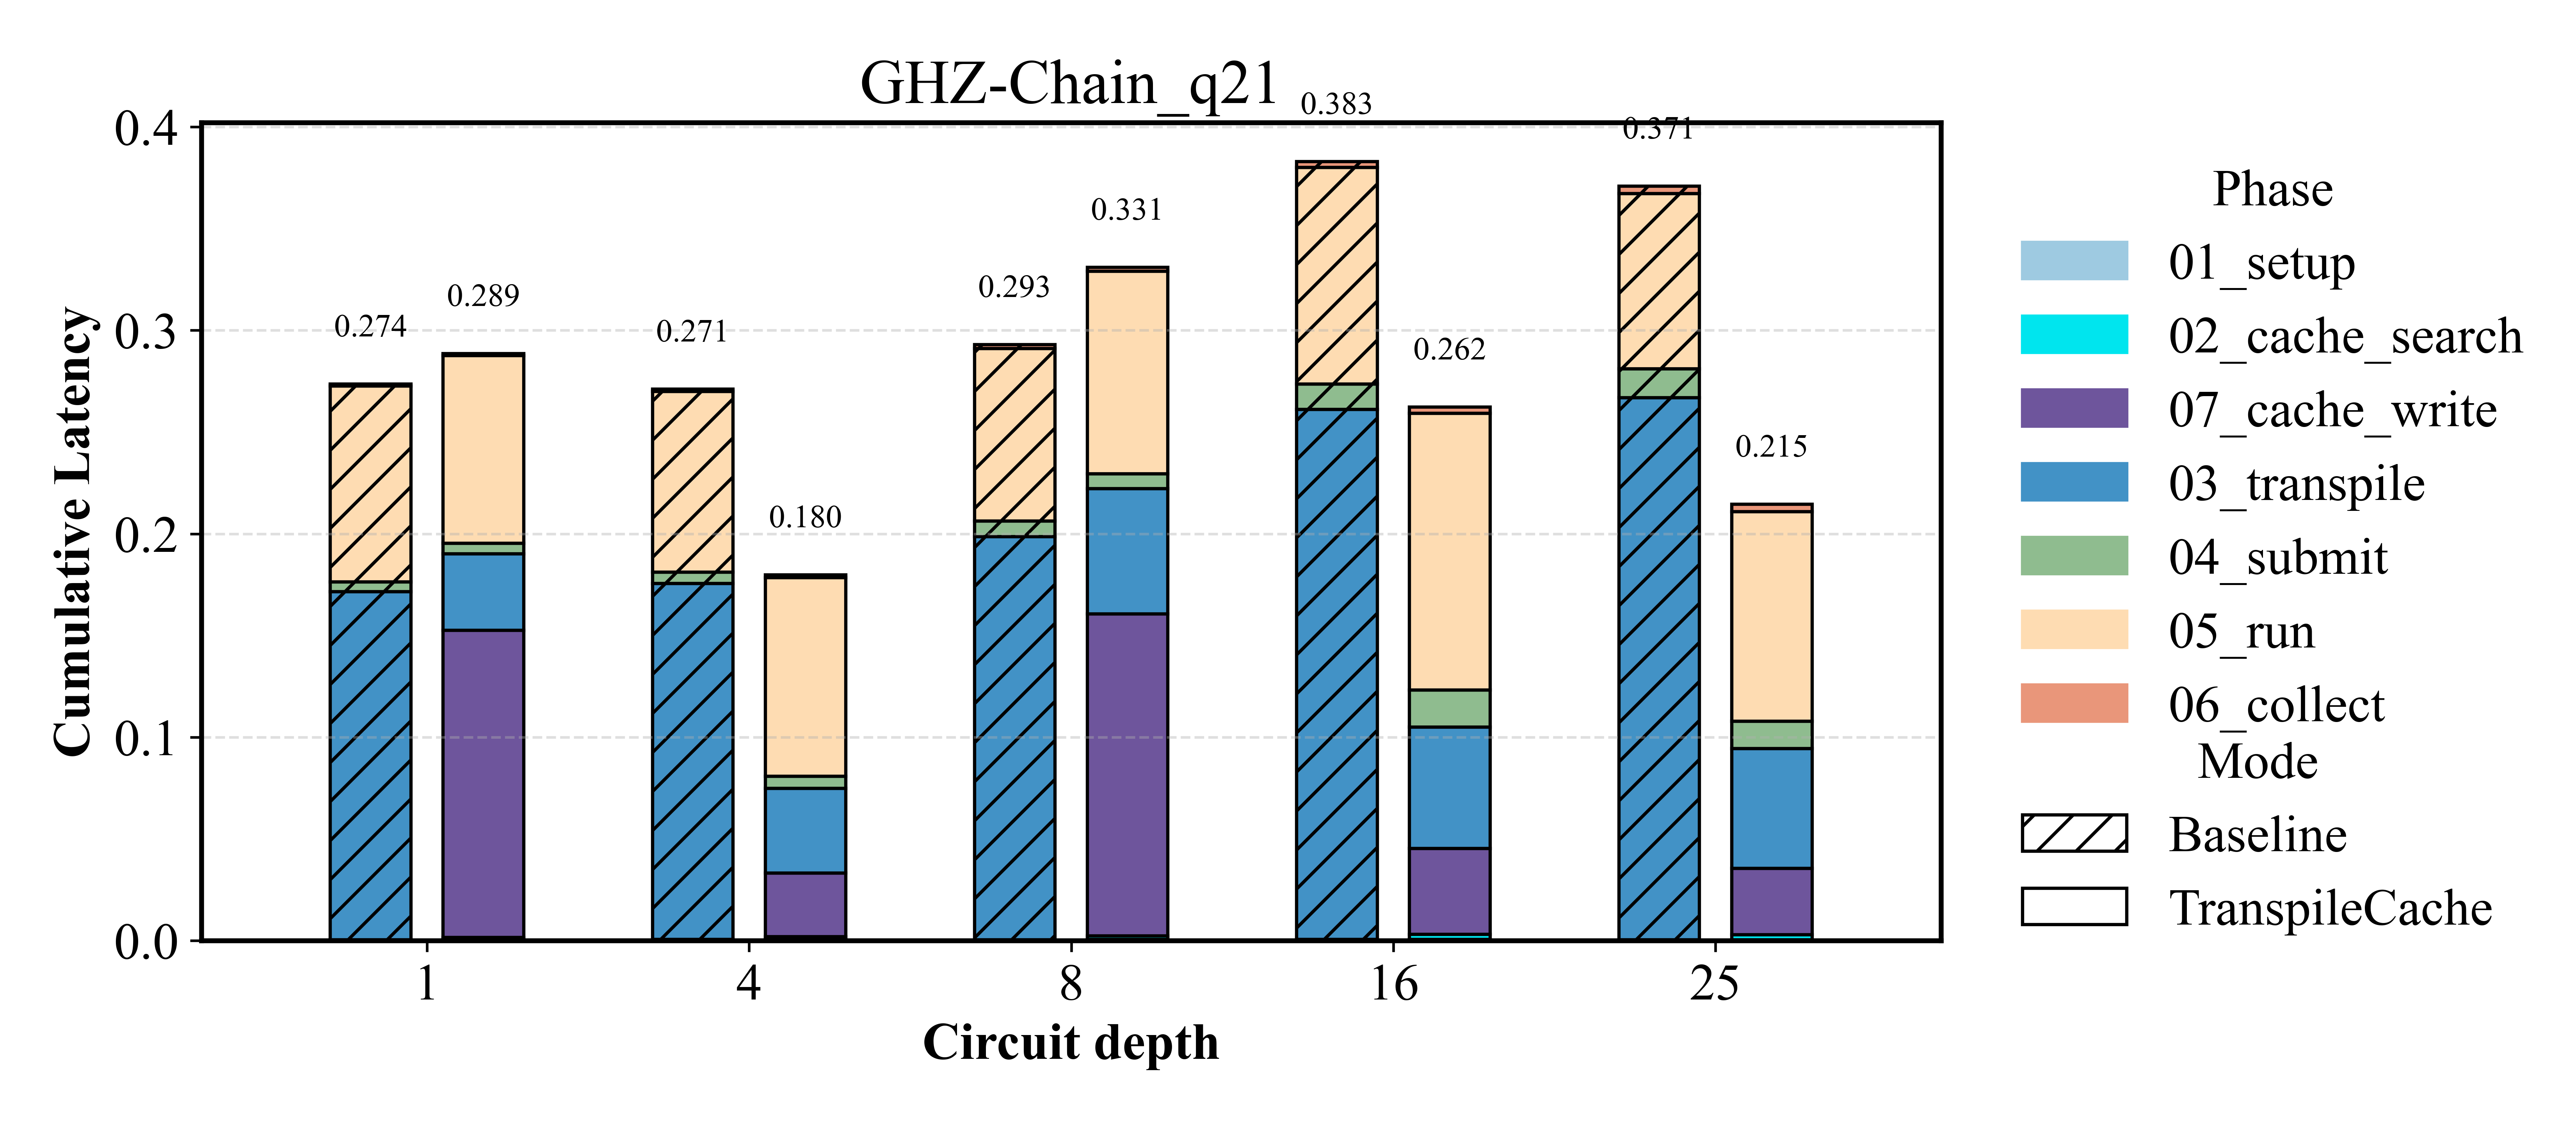 GHZ-Chain_q21
0.4
0.3
0.2
0.1
0.0
Cumulative Latency
0.274
0.289
0.271
0.180
0.293
0.331
0.383
0.262
0.371
0.215
1
4
8
16
25
Circuit depth
Phase
01_setup
02_cache_search
07_cache_write
03_transpile
04_submit
05_run
06_collect
Mode
Baseline
TranspileCache